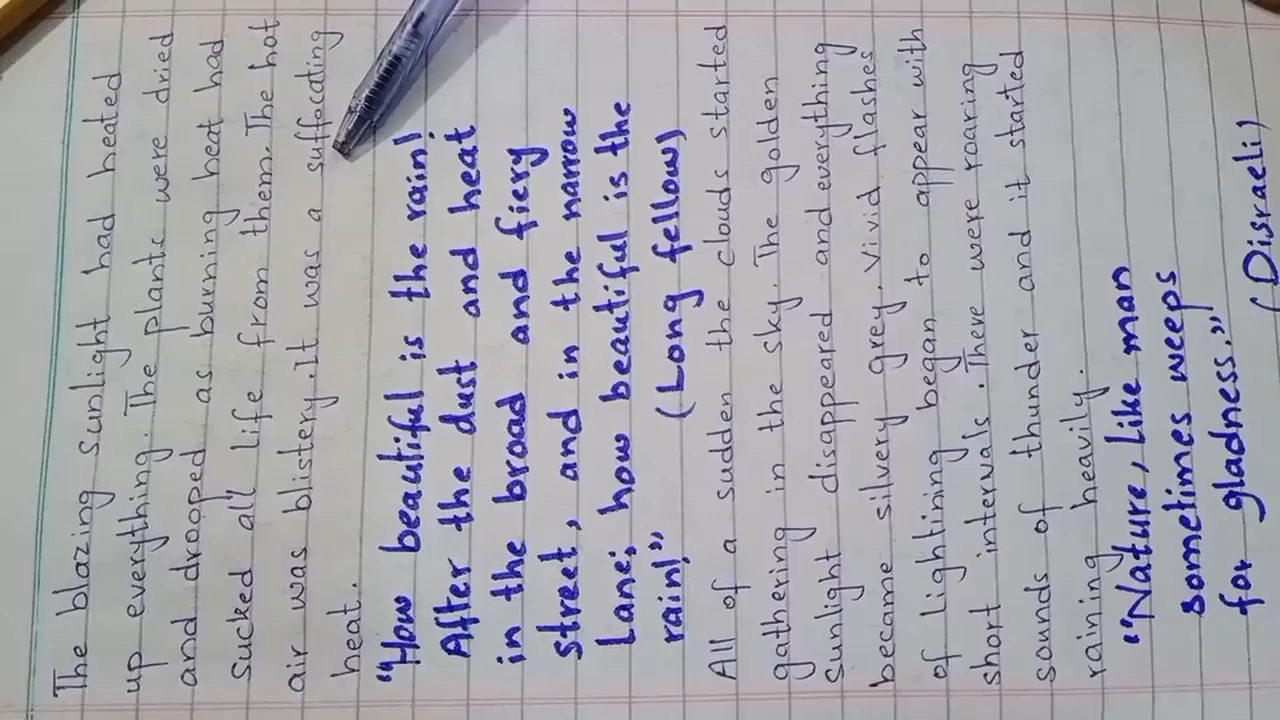 The blazing sunlight had heated
up everything. The plants were dried
and drooped as burning heat had
sucked all life from them. The hot
air was blistery. It was a suffocating
heat.
"How beautiful is the rain!
After the dust and heat
in the broad and fiery
street, and in the narrow
Lane; how beautiful is the
rain!" (Long fellow)
All of a sudden the clouds started
gathering in the sky. The golden
sunlight disappeared and everything
became silvery grey. Vivid flashes
of lightining began to appear with
short intervals. There were roaring
sounds of thunder and it started
raining heavily.
"Nature, Like man
sometimes weeps
for gladness."
(Disraeli)